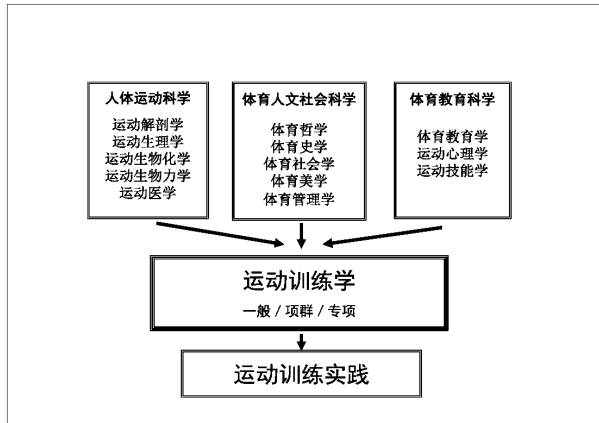 人体运动科学
运动解剖学
运动生理学
运动生物化学
运动生物力学
运动医学
体育人文社会科学
体育哲学
体育史学
体育社会学
体育美学
体育管理学
体育教育科学
体育教育学
运动心理学
运动技能学
运动训练学
一般 / 项群 / 专项
运动训练实践